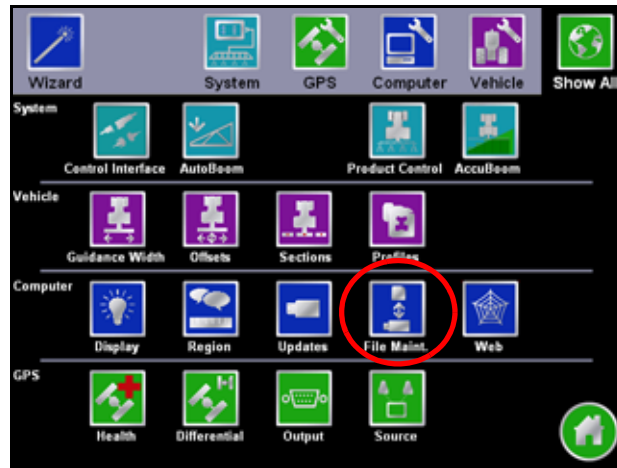 Wizard System GPS Computer Vehicle Show All
System
Control Interface AutoBoom Product Control AccuBoom
Vehicle
Guidance Width Offsets Sections Profiles
Computer
Display Region Updates File Maint. Web
GPS
Health Differential Output Source